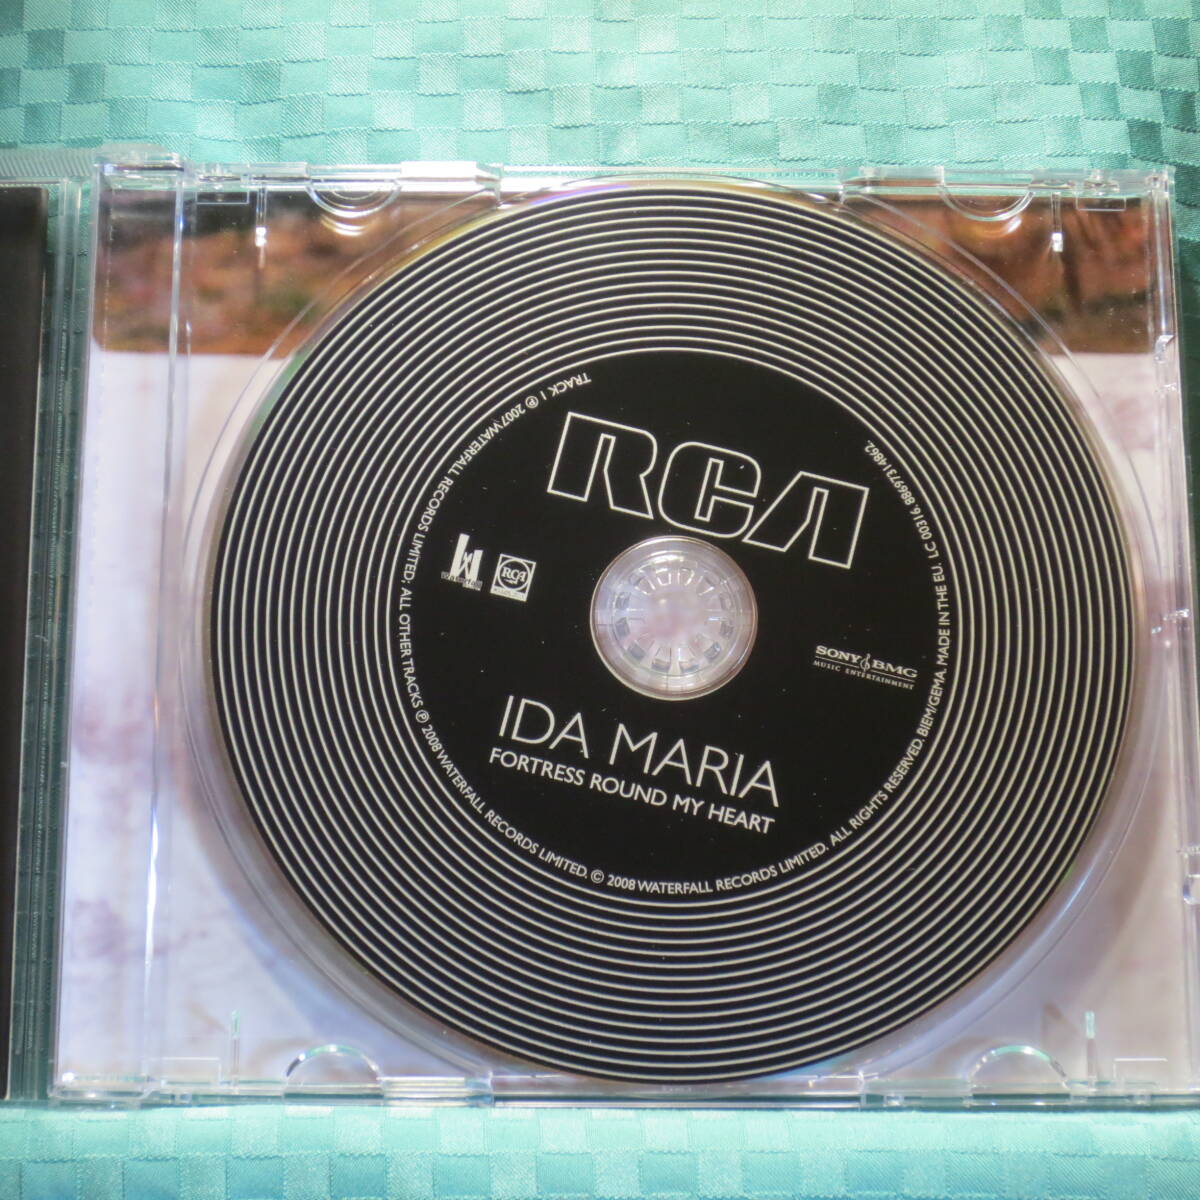 RCA
RCA
SONY BMG
MUSIC ENTERTAINMENT
IDA MARIA
FORTRESS ROUND MY HEART
TRACK 1 ℗ 2007 WATERFALL RECORDS LIMITED; ALL OTHER TRACKS ℗ 2008 WATERFALL RECORDS LIMITED. © 2008 WATERFALL RECORDS LIMITED. ALL RIGHTS RESERVED. BIEM/GEMA. MADE IN THE EU. LC 00316 88697314862